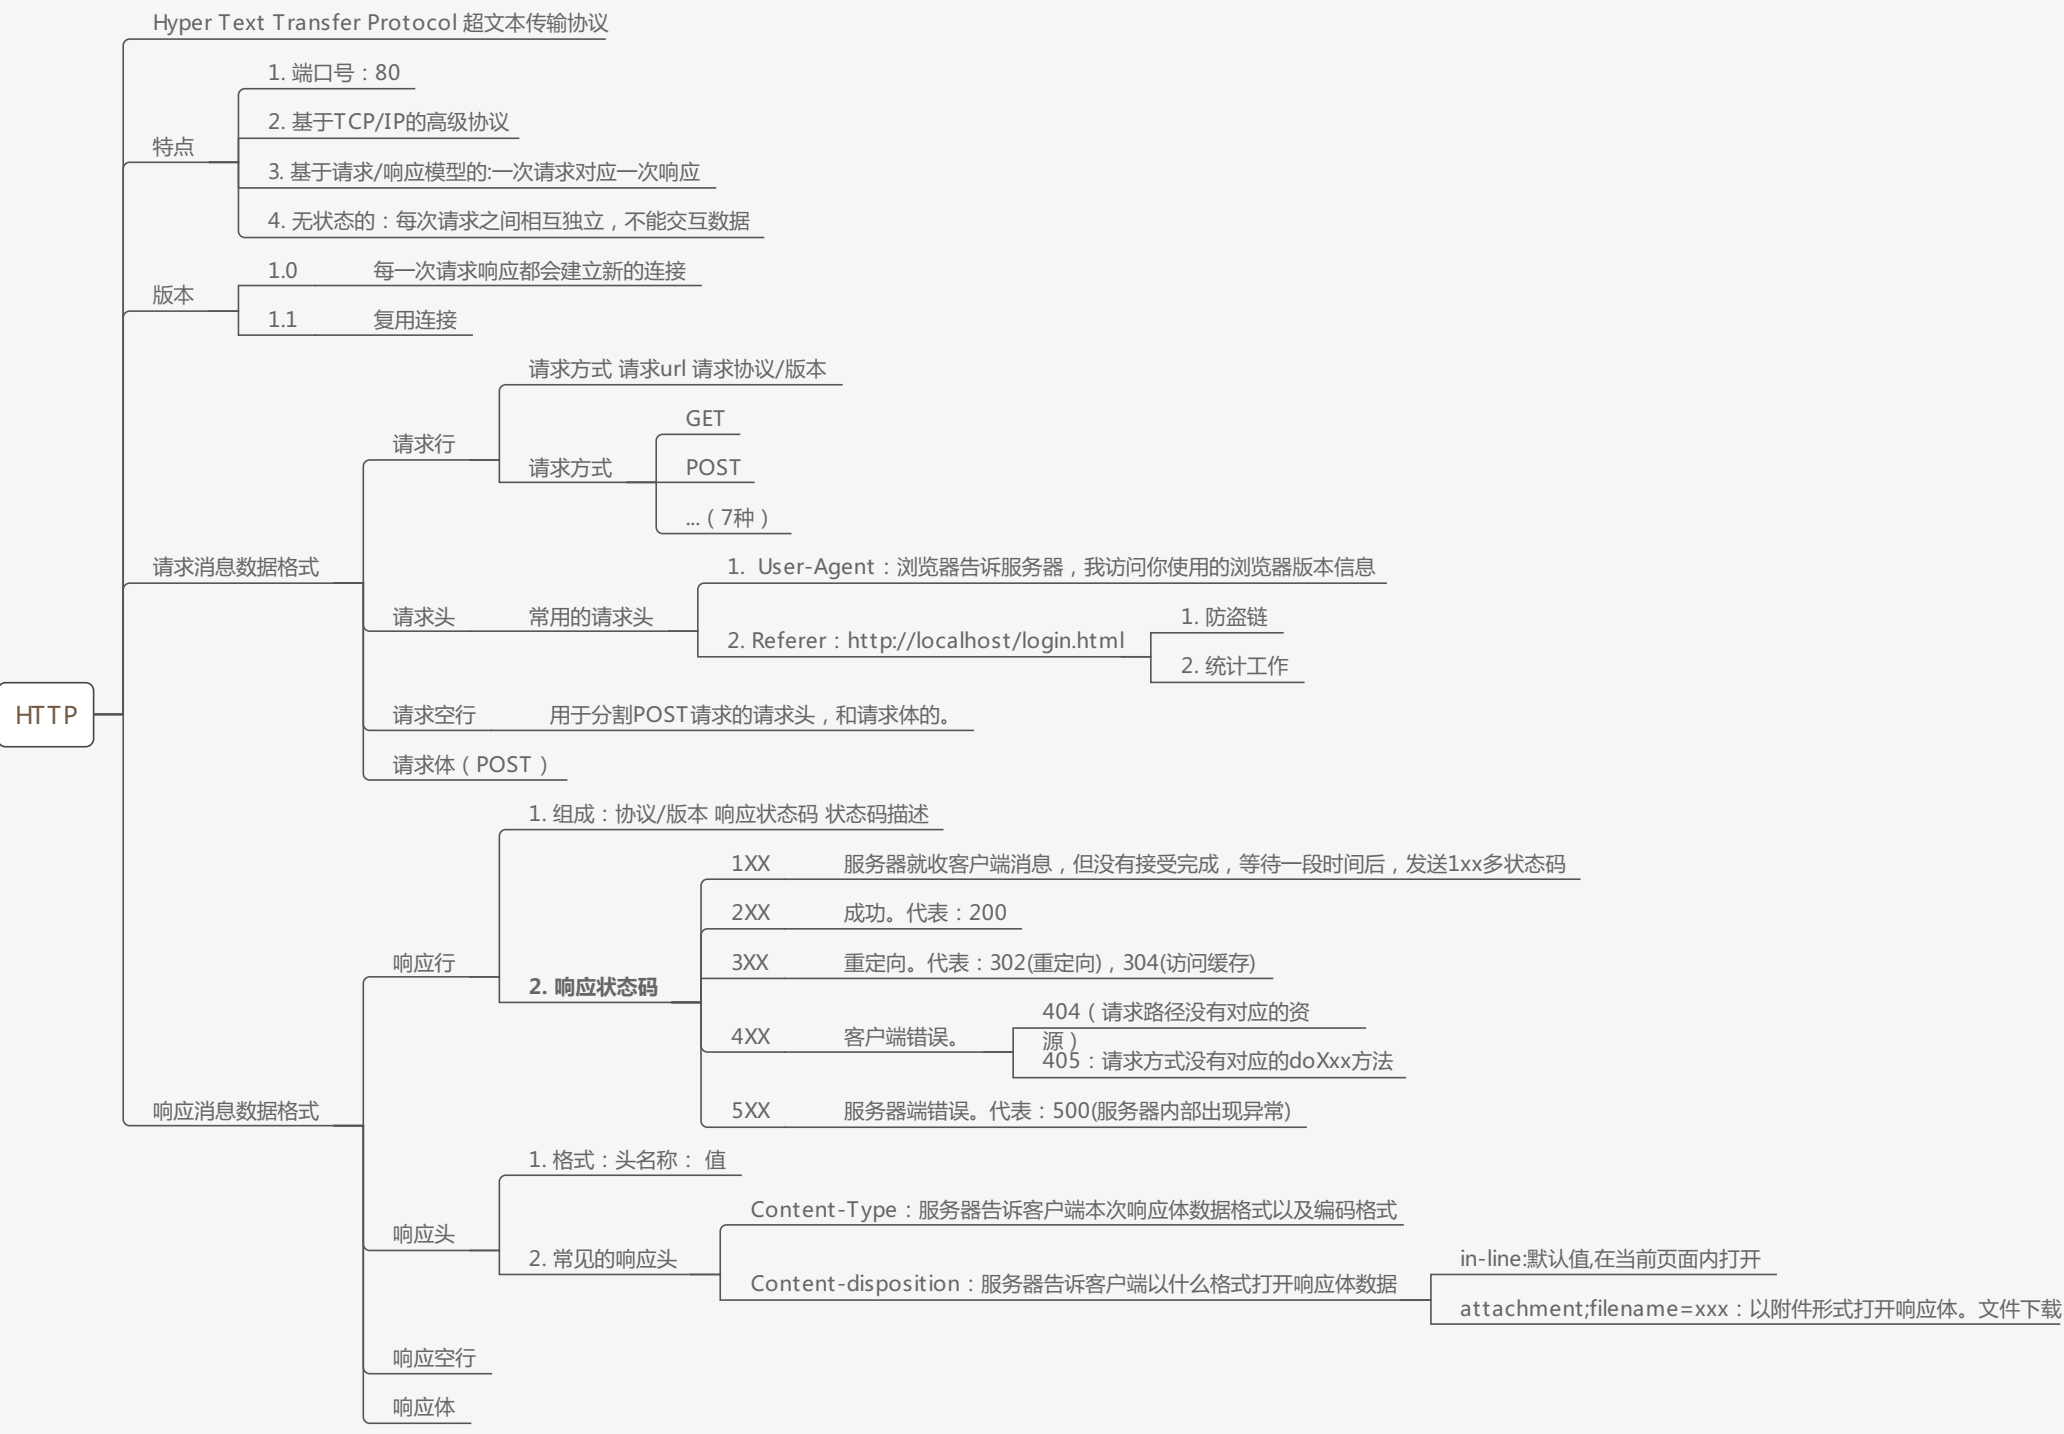 Hyper Text Transfer Protocol 超文本传输协议
1. 端口号：80
2. 基于TCP/IP的高级协议
特点
3. 基于请求/响应模型的:一次请求对应一次响应
4. 无状态的：每次请求之间相互独立，不能交互数据
1.0 每一次请求响应都会建立新的连接
版本
1.1 复用连接
请求方式 请求url 请求协议/版本
GET
请求行
请求方式
POST
...（7种）
请求消息数据格式
1. User-Agent：浏览器告诉服务器，我访问你使用的浏览器版本信息
请求头
常用的请求头
1. 防盗链
2. Referer：http://localhost/login.html
2. 统计工作
HTTP
请求空行 用于分割POST请求的请求头，和请求体的。
请求体（POST）
1. 组成：协议/版本 响应状态码 状态码描述
1XX 服务器就收客户端消息，但没有接受完成，等待一段时间后，发送1xx多状态码
2XX 成功。代表：200
响应行
3XX 重定向。代表：302(重定向)，304(访问缓存)
2. 响应状态码
404（请求路径没有对应的资
源）
4XX 客户端错误。
405：请求方式没有对应的doXxx方法
5XX 服务器端错误。代表：500(服务器内部出现异常)
响应消息数据格式
1. 格式：头名称： 值
Content-Type：服务器告诉客户端本次响应体数据格式以及编码格式
响应头
2. 常见的响应头
in-line:默认值,在当前页面内打开
Content-disposition：服务器告诉客户端以什么格式打开响应体数据
attachment;filename=xxx：以附件形式打开响应体。文件下载
响应空行
响应体